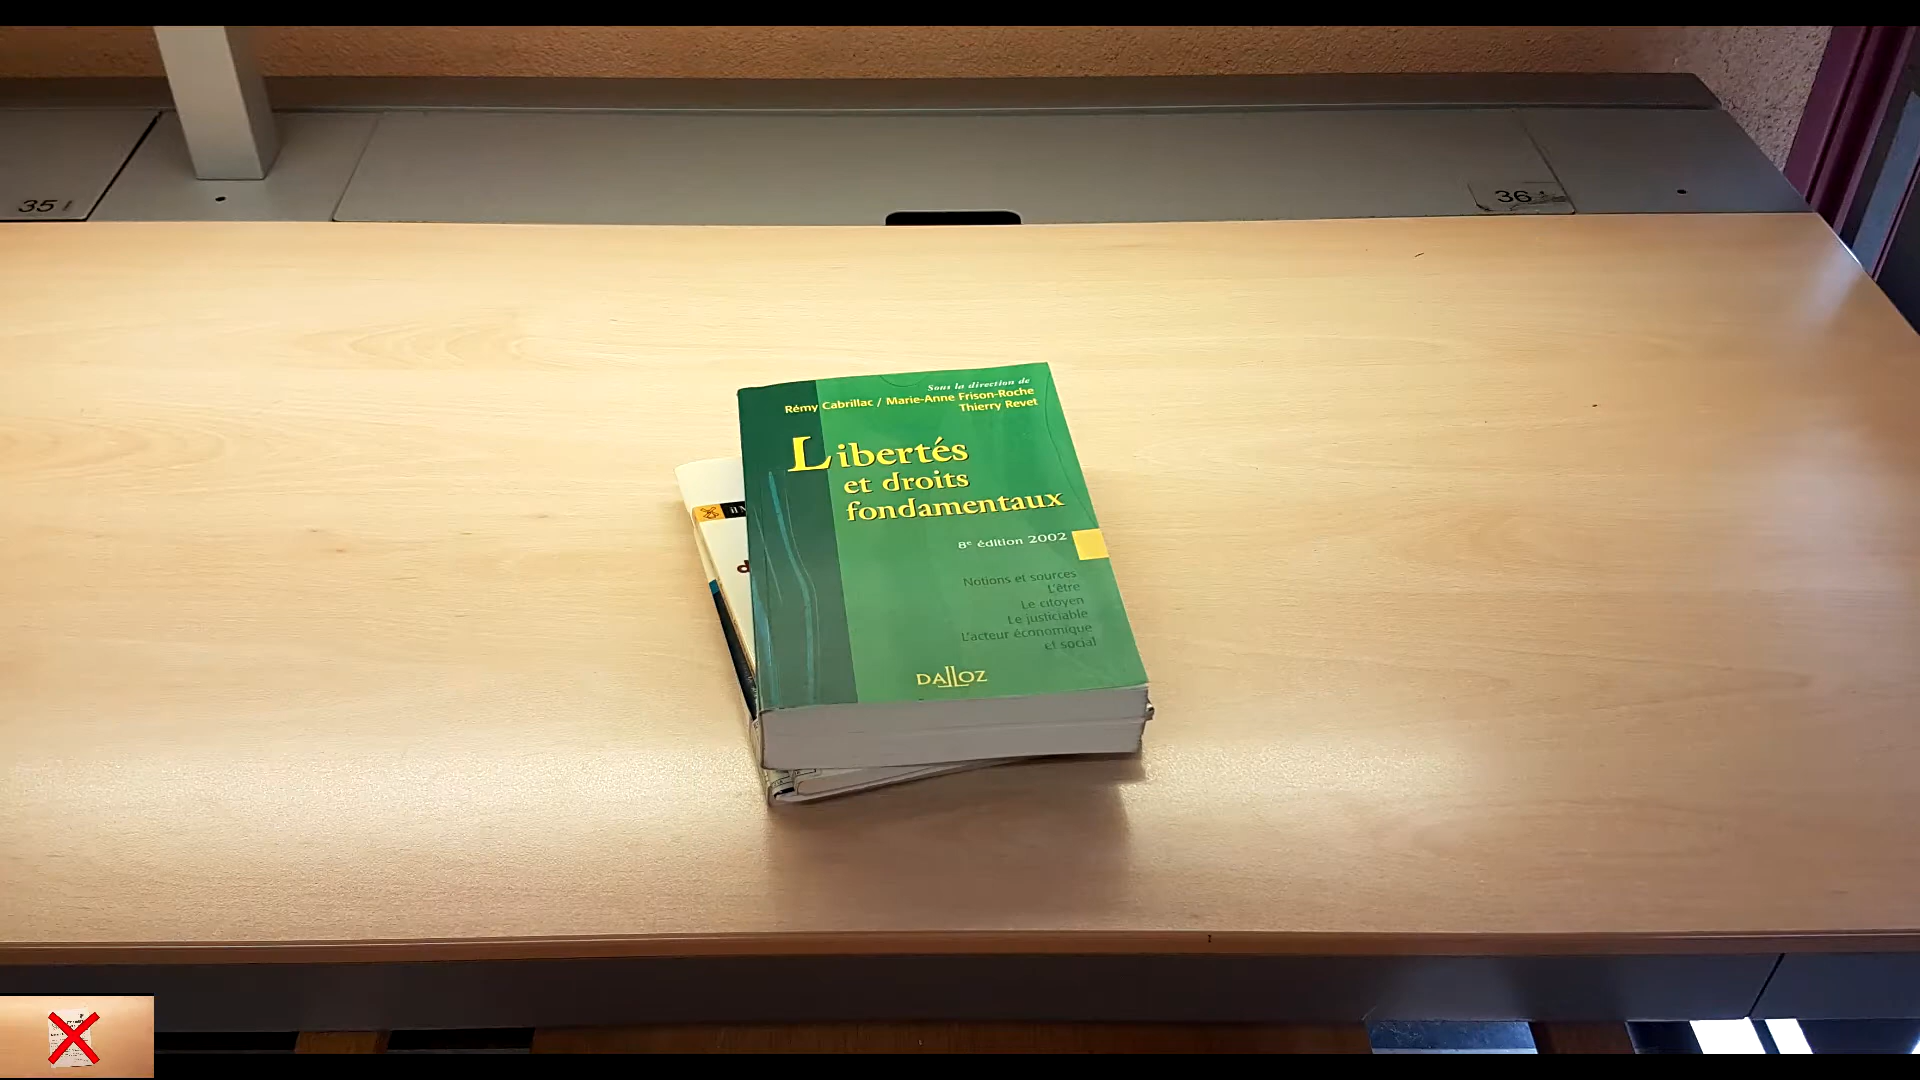 35
36
Sous la direction de
Rémy Cabrillac / Marie-Anne Frison-Roche
Thierry Revet
Libertés
et droits
fondamentaux
8e édition 2002
Notions et sources
L'être
Le citoyen
Le justiciable
L'acteur économique
et social
DALLOZ